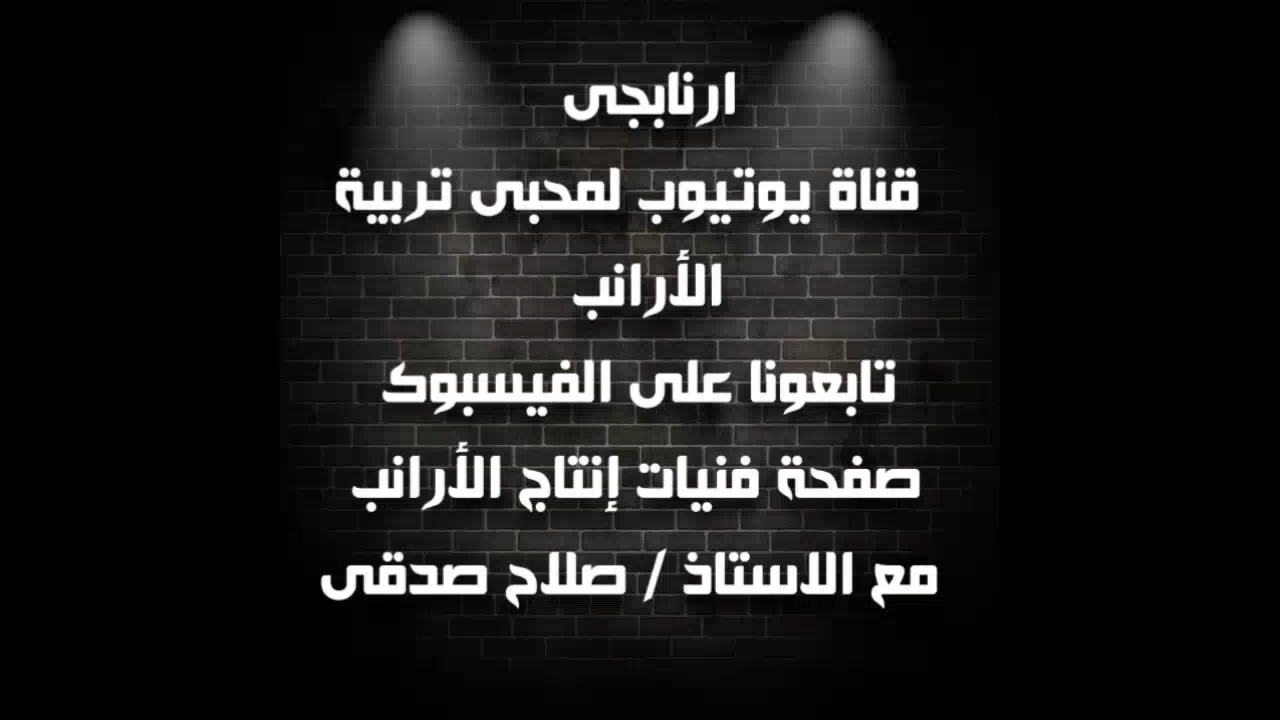 ارنابجى
قناة يوتيوب لمحبى تربية
الأرانب
تابعونا على الفيسبوك
صفحة فنيات إنتاج الأرانب
مع الاستاذ / صلاح صدقى